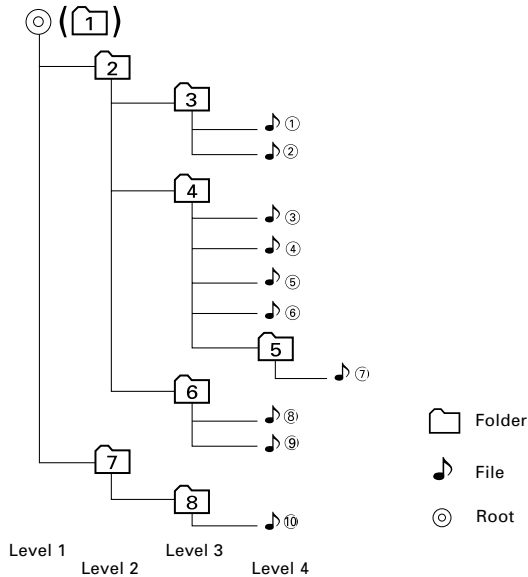 (1)
2
3
①
②
4
③
④
⑤
⑥
5
⑦
6
⑧
⑨
7
8
⑩
Folder
File
Root
Level 1
Level 2
Level 3
Level 4